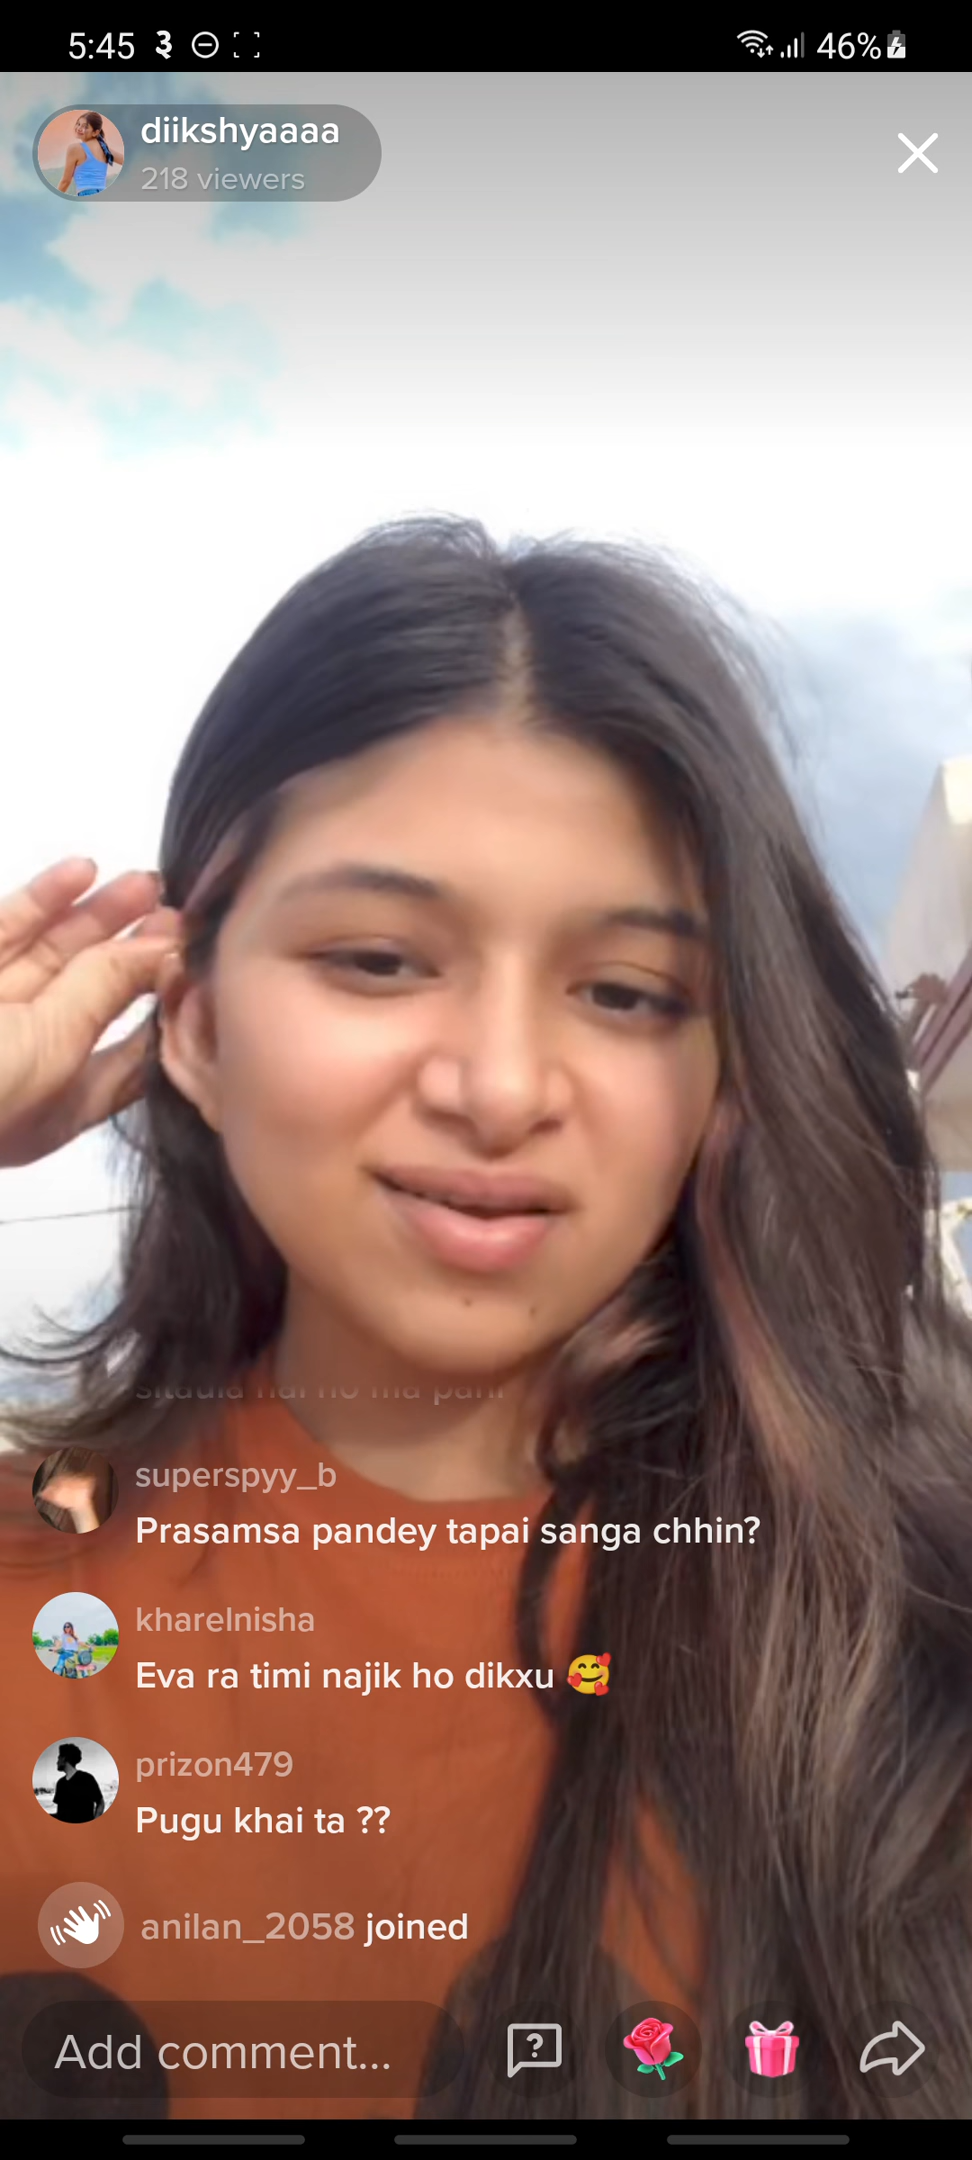 5:45 ३ 46%
diikshyaaaa
218 viewers
superspyy_b
Prasamsa pandey tapai sanga chhin?
kharelnisha
Eva ra timi najik ho dikxu 🥰
prizon479
Pugu khai ta ??
anilan_2058 joined
Add comment...